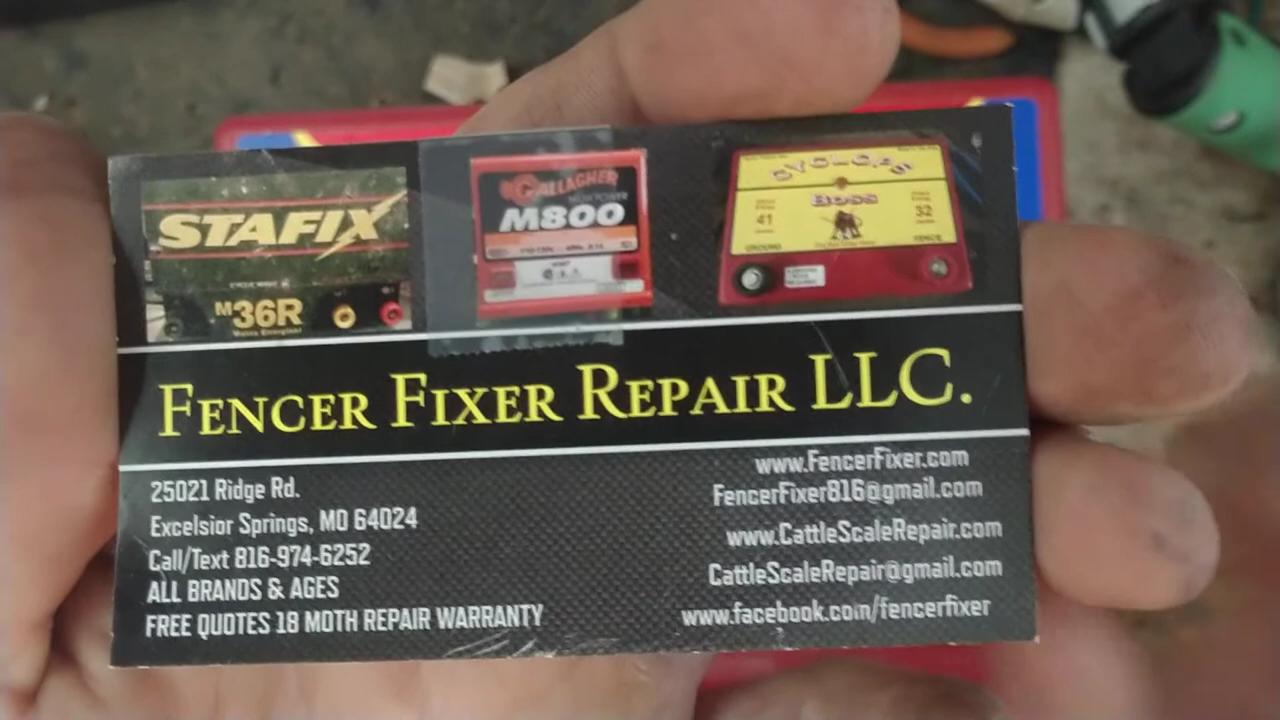 STAFIX
M36R
GALLAGHER
M800
CYCLOPS
BOSS
41
32
GROUND
FENCE
FENCER FIXER REPAIR LLC.
25021 Ridge Rd.
Excelsior Springs, MO 64024
Call/Text 816-974-6252
ALL BRANDS & AGES
FREE QUOTES 18 MOTH REPAIR WARRANTY
www.FencerFixer.com
FencerFixer816@gmail.com
www.CattleScaleRepair.com
CattleScaleRepair@gmail.com
www.facebook.com/fencerfixer